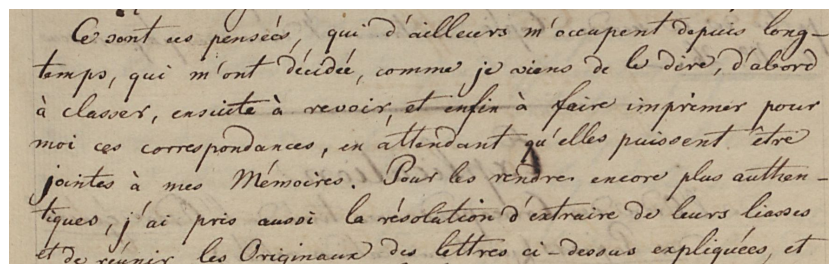 Ce sont ces pensées, qui d'ailleurs m'occupent depuis long-
temps, qui m'ont décidée, comme je viens de le dire, d'abord
à classer, ensuite à revoir, et enfin à faire imprimer pour
moi ces correspondances, en attendant qu'elles puissent être
jointes à mes Mémoires. Pour les rendre encore plus authen-
tiques, j'ai pris aussi la résolution d'extraire de leurs liasses
et de réunir les Originaux des lettres ci-dessus expliquées, et